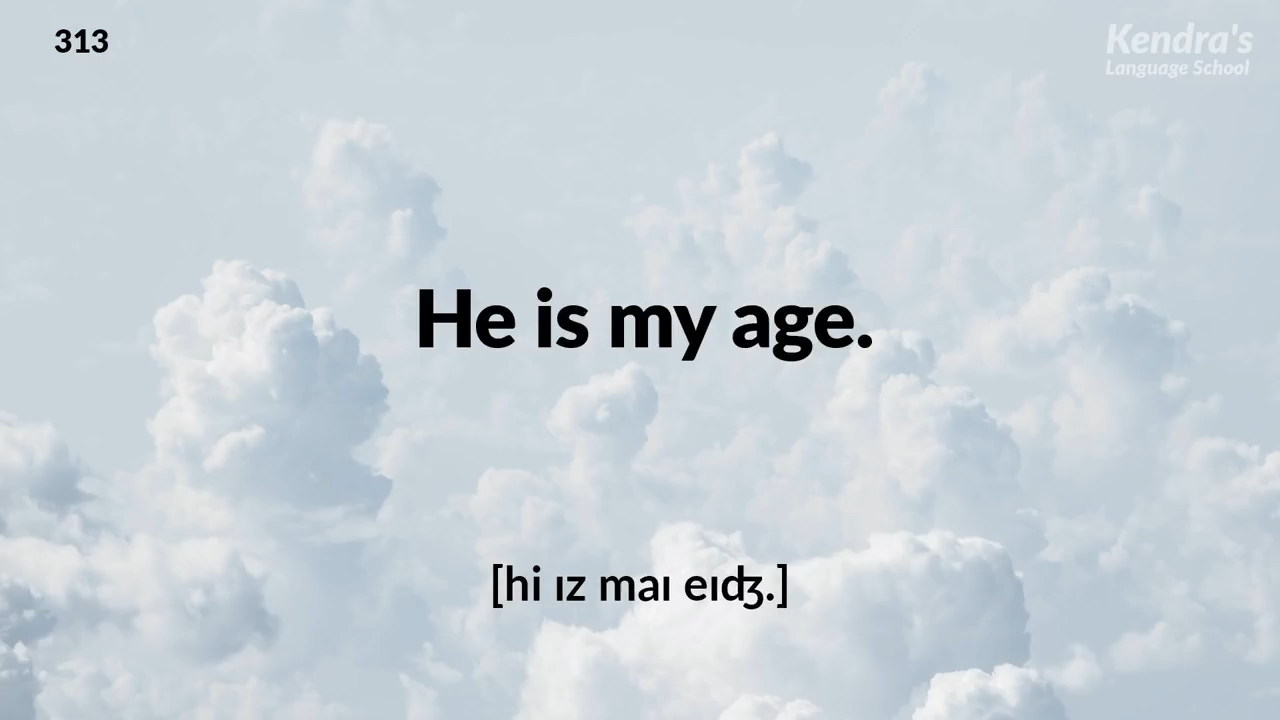 313
Kendra's
Language School
He is my age.
[hi ɪz maɪ eɪʤ.]